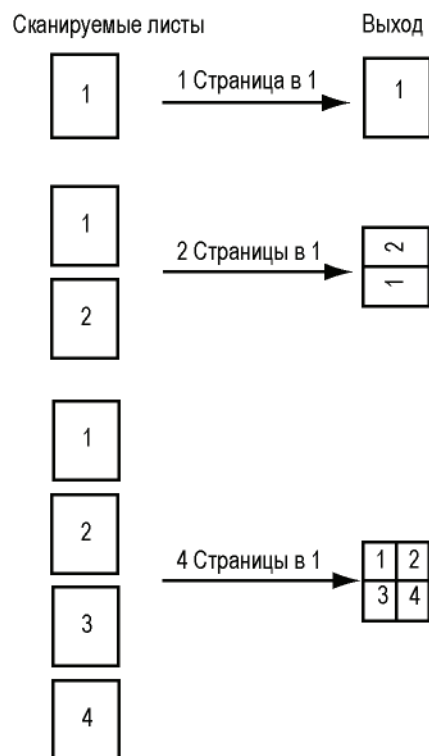 Сканируемые листы Выход
1 1 Страница в 1 1
1
2 Страницы в 1
2
1
2
1
2
4 Страницы в 1
1 2
3 4
3
4